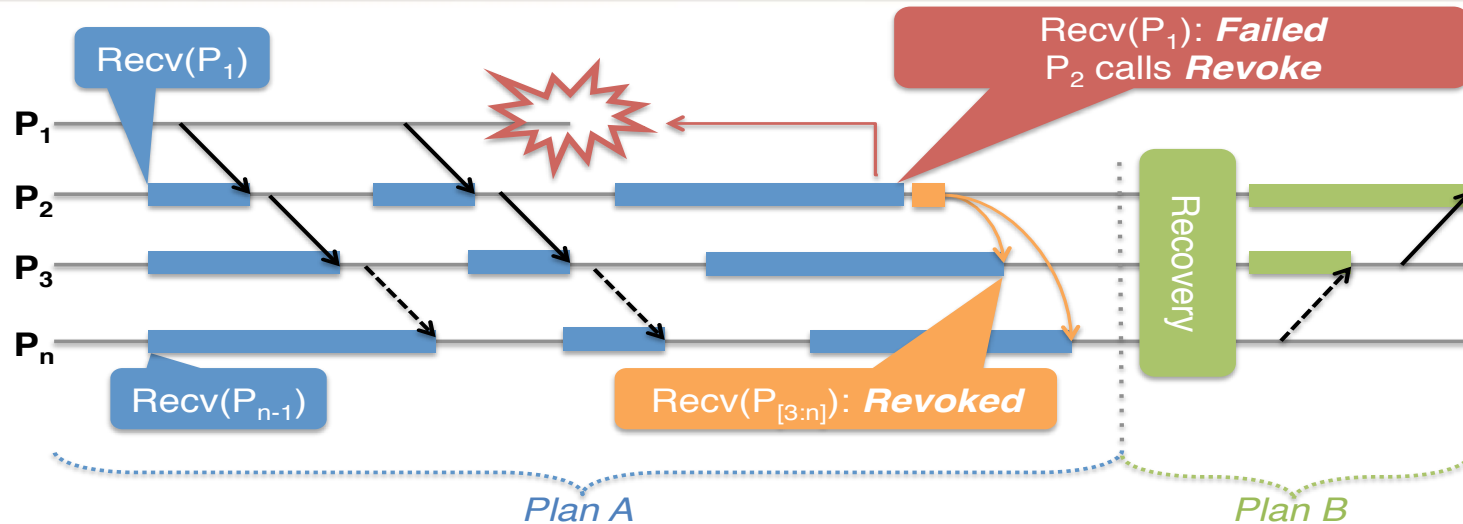 Recv(P1): Failed
P2 calls Revoke
Recv(P1)
P1
P2
P3
Pn
Recovery
Recv(Pn-1)
Recv(P[3:n]): Revoked
Plan A
Plan B